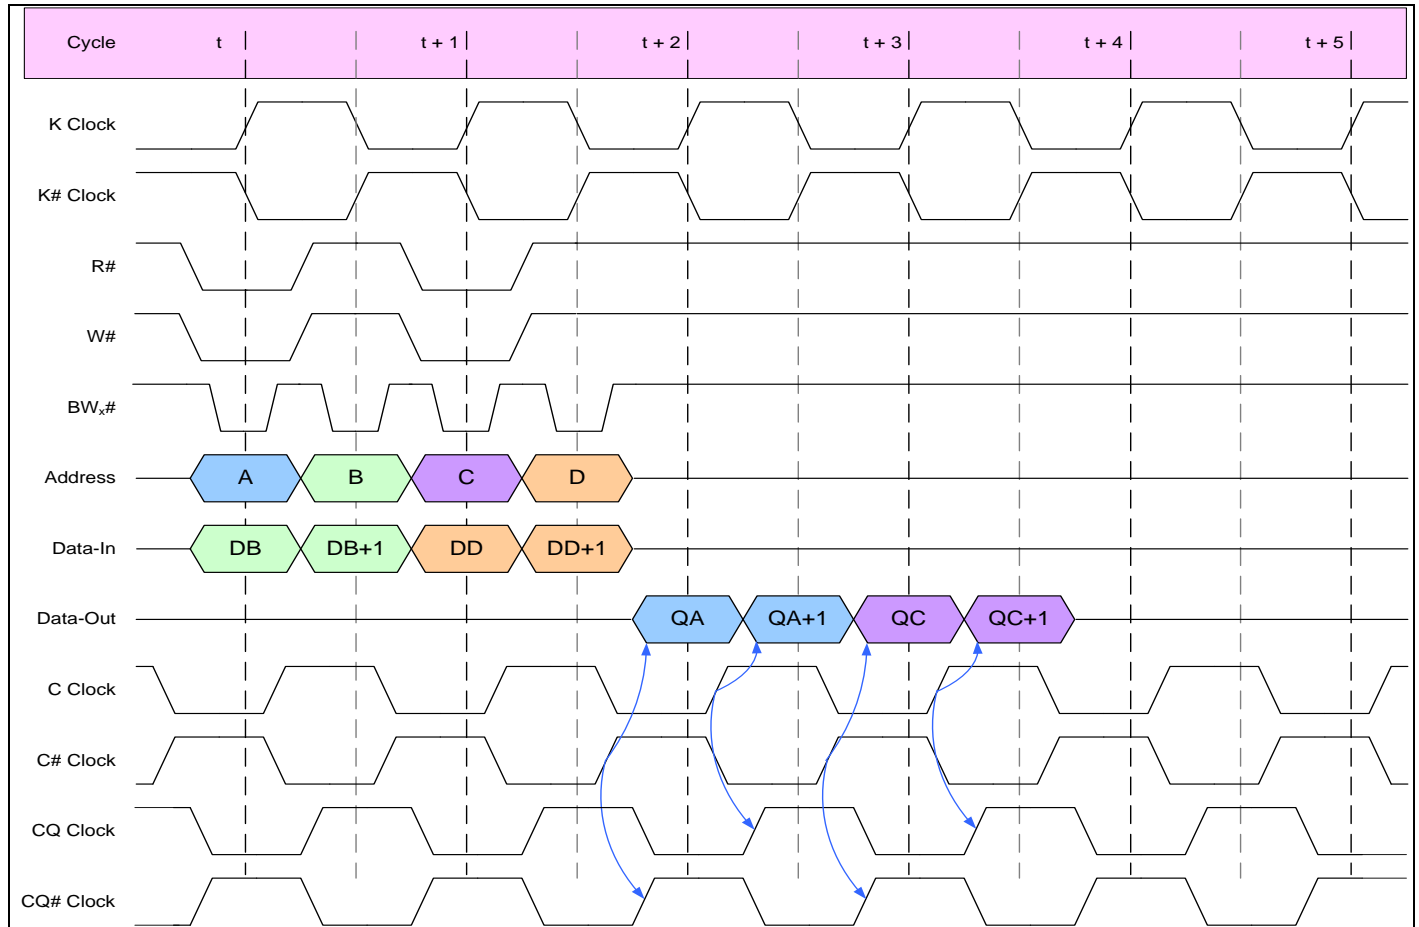 Cycle t t + 1 t + 2 t + 3 t + 4 t + 5
K Clock
K# Clock
R#
W#
BWx#
Address A B C D
Data-In DB DB+1 DD DD+1
Data-Out QA QA+1 QC QC+1
C Clock
C# Clock
CQ Clock
CQ# Clock